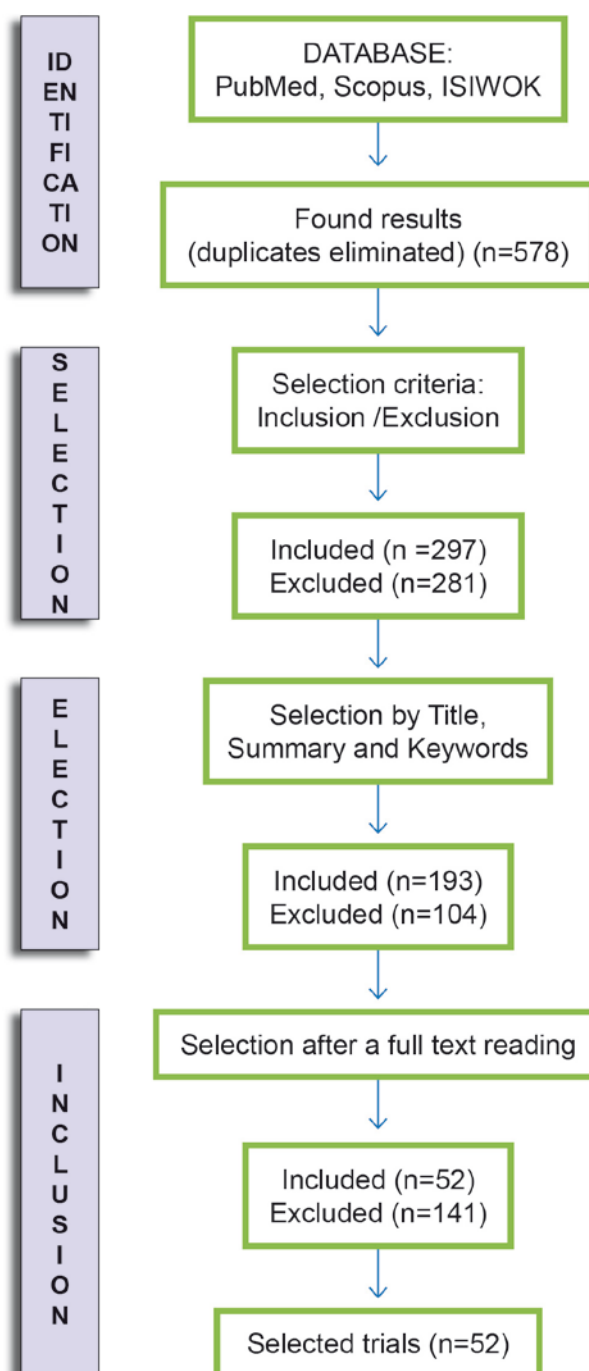 ID
EN
TI
FI
CA
TI
ON
DATABASE:
PubMed, Scopus, ISIWOK
Found results
(duplicates eliminated) (n=578)
S
E
L
E
C
T
I
O
N
Selection criteria:
Inclusion /Exclusion
Included (n =297)
Excluded (n=281)
E
L
E
C
T
I
O
N
Selection by Title,
Summary and Keywords
Included (n=193)
Excluded (n=104)
I
N
C
L
U
S
I
O
N
Selection after a full text reading
Included (n=52)
Excluded (n=141)
Selected trials (n=52)